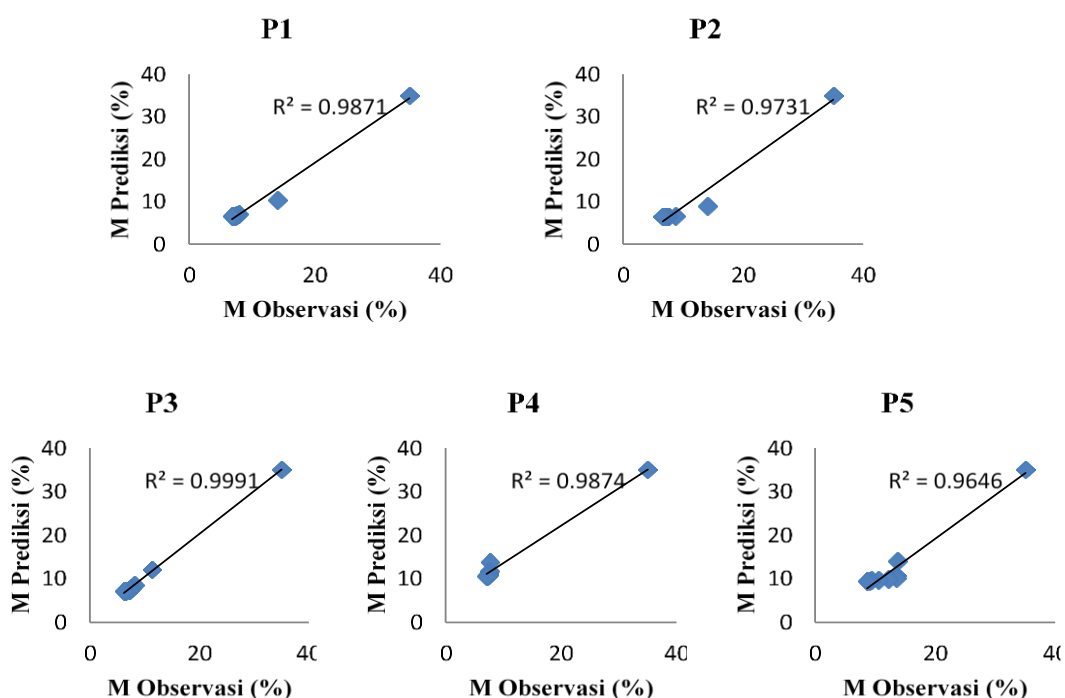 P1
40
30
20
10
0
M Prediksi (%)
R² = 0.9871
0 20 40
M Observasi (%)
P2
40
30
20
10
0
M Prediksi (%)
R² = 0.9731
0 20 40
M Observasi (%)
P3
40
30
20
10
0
M Prediksi (%)
R² = 0.9991
0 20 40
M Observasi (%)
P4
40
30
20
10
0
M Prediksi (%)
R² = 0.9874
0 20 40
M Observasi (%)
P5
40
30
20
10
0
M Prediksi (%)
R² = 0.9646
0 20 40
M Observasi (%)